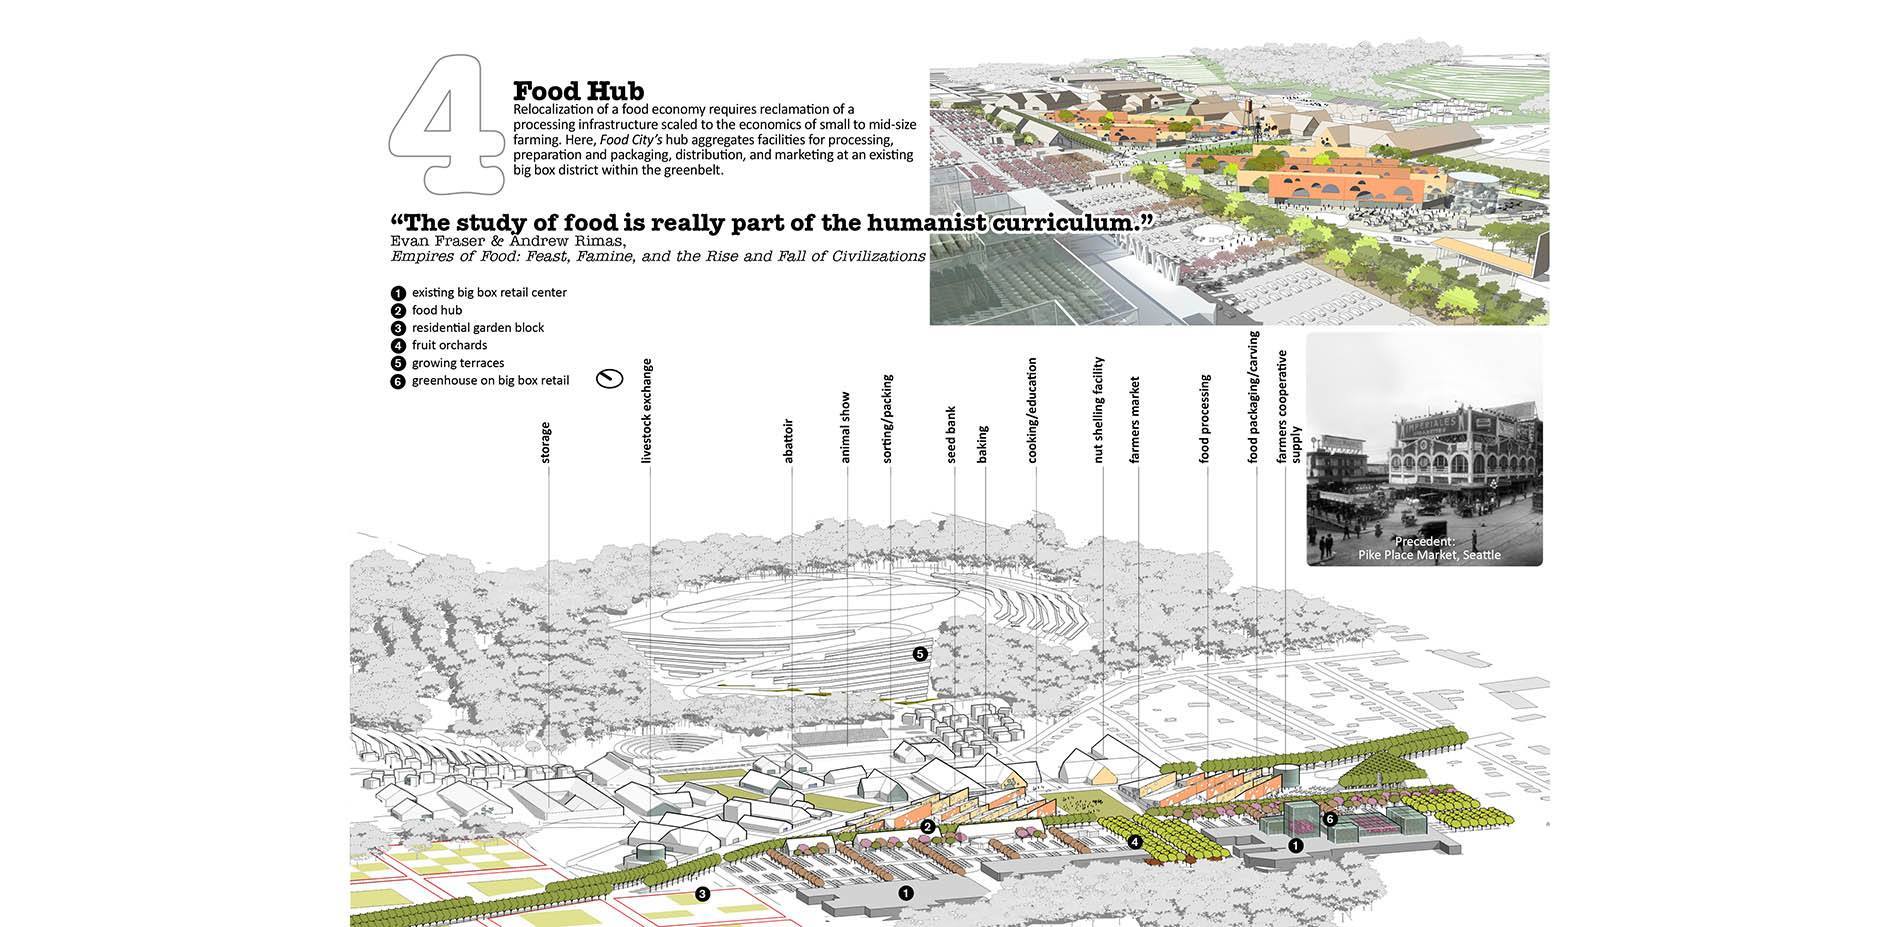 4
Food Hub
Relocalization of a food economy requires reclamation of a
processing infrastructure scaled to the economics of small to mid-size
farming. Here, Food City's hub aggregates facilities for processing,
preparation and packaging, distribution, and marketing at an existing
big box district within the greenbelt.
“The study of food is really part of the humanist curriculum.”
Evan Fraser & Andrew Rimas,
Empires of Food: Feast, Famine, and the Rise and Fall of Civilizations
1 existing big box retail center
2 food hub
3 residential garden block
4 fruit orchards
5 growing terraces
6 greenhouse on big box retail
storage
livestock exchange
abattoir
animal show
sorting/packing
seed bank
baking
cooking/education
nut shelling facility
farmers market
food processing
food packaging/carving
farmers cooperative
supply
IMPERIALES
Precedent:
Pike Place Market, Seattle
5
2
6
4
1
3
1